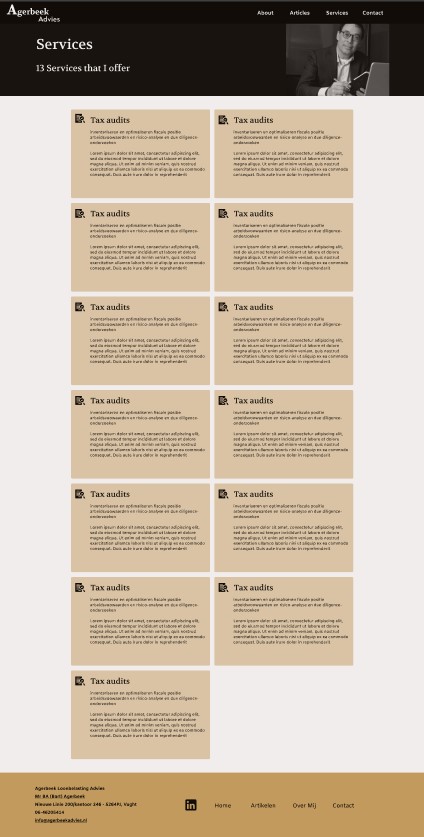 Agerbeek
Advies
About Articles Services Contact
Services
13 Services that I offer
Tax audits
Inventariseren en optimaliseren fiscale positie
arbeidsvoorwaarden en risico-analyse en due diligence-
onderzoeken
Lorem ipsum dolor sit amet, consectetur adipiscing elit,
sed do eiusmod tempor incididunt ut labore et dolore
magna aliqua. Ut enim ad minim veniam, quis nostrud
exercitation ullamco laboris nisi ut aliquip ex ea commodo
consequat. Duis aute irure dolor in reprehenderit
Tax audits
Inventariseren en optimaliseren fiscale positie
arbeidsvoorwaarden en risico-analyse en due diligence-
onderzoeken
Lorem ipsum dolor sit amet, consectetur adipiscing elit,
sed do eiusmod tempor incididunt ut labore et dolore
magna aliqua. Ut enim ad minim veniam, quis nostrud
exercitation ullamco laboris nisi ut aliquip ex ea commodo
consequat. Duis aute irure dolor in reprehenderit
Tax audits
Inventariseren en optimaliseren fiscale positie
arbeidsvoorwaarden en risico-analyse en due diligence-
onderzoeken
Lorem ipsum dolor sit amet, consectetur adipiscing elit,
sed do eiusmod tempor incididunt ut labore et dolore
magna aliqua. Ut enim ad minim veniam, quis nostrud
exercitation ullamco laboris nisi ut aliquip ex ea commodo
consequat. Duis aute irure dolor in reprehenderit
Tax audits
Inventariseren en optimaliseren fiscale positie
arbeidsvoorwaarden en risico-analyse en due diligence-
onderzoeken
Lorem ipsum dolor sit amet, consectetur adipiscing elit,
sed do eiusmod tempor incididunt ut labore et dolore
magna aliqua. Ut enim ad minim veniam, quis nostrud
exercitation ullamco laboris nisi ut aliquip ex ea commodo
consequat. Duis aute irure dolor in reprehenderit
Tax audits
Inventariseren en optimaliseren fiscale positie
arbeidsvoorwaarden en risico-analyse en due diligence-
onderzoeken
Lorem ipsum dolor sit amet, consectetur adipiscing elit,
sed do eiusmod tempor incididunt ut labore et dolore
magna aliqua. Ut enim ad minim veniam, quis nostrud
exercitation ullamco laboris nisi ut aliquip ex ea commodo
consequat. Duis aute irure dolor in reprehenderit
Tax audits
Inventariseren en optimaliseren fiscale positie
arbeidsvoorwaarden en risico-analyse en due diligence-
onderzoeken
Lorem ipsum dolor sit amet, consectetur adipiscing elit,
sed do eiusmod tempor incididunt ut labore et dolore
magna aliqua. Ut enim ad minim veniam, quis nostrud
exercitation ullamco laboris nisi ut aliquip ex ea commodo
consequat. Duis aute irure dolor in reprehenderit
Tax audits
Inventariseren en optimaliseren fiscale positie
arbeidsvoorwaarden en risico-analyse en due diligence-
onderzoeken
Lorem ipsum dolor sit amet, consectetur adipiscing elit,
sed do eiusmod tempor incididunt ut labore et dolore
magna aliqua. Ut enim ad minim veniam, quis nostrud
exercitation ullamco laboris nisi ut aliquip ex ea commodo
consequat. Duis aute irure dolor in reprehenderit
Tax audits
Inventariseren en optimaliseren fiscale positie
arbeidsvoorwaarden en risico-analyse en due diligence-
onderzoeken
Lorem ipsum dolor sit amet, consectetur adipiscing elit,
sed do eiusmod tempor incididunt ut labore et dolore
magna aliqua. Ut enim ad minim veniam, quis nostrud
exercitation ullamco laboris nisi ut aliquip ex ea commodo
consequat. Duis aute irure dolor in reprehenderit
Tax audits
Inventariseren en optimaliseren fiscale positie
arbeidsvoorwaarden en risico-analyse en due diligence-
onderzoeken
Lorem ipsum dolor sit amet, consectetur adipiscing elit,
sed do eiusmod tempor incididunt ut labore et dolore
magna aliqua. Ut enim ad minim veniam, quis nostrud
exercitation ullamco laboris nisi ut aliquip ex ea commodo
consequat. Duis aute irure dolor in reprehenderit
Tax audits
Inventariseren en optimaliseren fiscale positie
arbeidsvoorwaarden en risico-analyse en due diligence-
onderzoeken
Lorem ipsum dolor sit amet, consectetur adipiscing elit,
sed do eiusmod tempor incididunt ut labore et dolore
magna aliqua. Ut enim ad minim veniam, quis nostrud
exercitation ullamco laboris nisi ut aliquip ex ea commodo
consequat. Duis aute irure dolor in reprehenderit
Tax audits
Inventariseren en optimaliseren fiscale positie
arbeidsvoorwaarden en risico-analyse en due diligence-
onderzoeken
Lorem ipsum dolor sit amet, consectetur adipiscing elit,
sed do eiusmod tempor incididunt ut labore et dolore
magna aliqua. Ut enim ad minim veniam, quis nostrud
exercitation ullamco laboris nisi ut aliquip ex ea commodo
consequat. Duis aute irure dolor in reprehenderit
Tax audits
Inventariseren en optimaliseren fiscale positie
arbeidsvoorwaarden en risico-analyse en due diligence-
onderzoeken
Lorem ipsum dolor sit amet, consectetur adipiscing elit,
sed do eiusmod tempor incididunt ut labore et dolore
magna aliqua. Ut enim ad minim veniam, quis nostrud
exercitation ullamco laboris nisi ut aliquip ex ea commodo
consequat. Duis aute irure dolor in reprehenderit
Tax audits
Inventariseren en optimaliseren fiscale positie
arbeidsvoorwaarden en risico-analyse en due diligence-
onderzoeken
Lorem ipsum dolor sit amet, consectetur adipiscing elit,
sed do eiusmod tempor incididunt ut labore et dolore
magna aliqua. Ut enim ad minim veniam, quis nostrud
exercitation ullamco laboris nisi ut aliquip ex ea commodo
consequat. Duis aute irure dolor in reprehenderit
Agerbeek Loonbelasting Advies
Mr BA (Bart) Agerbeek
Nieuwe Linie 200/kantoor 246 - 5264PJ, Vught
06-46205414
info@agerbeekadvies.nl
in Home Artikelen Over Mij Contact